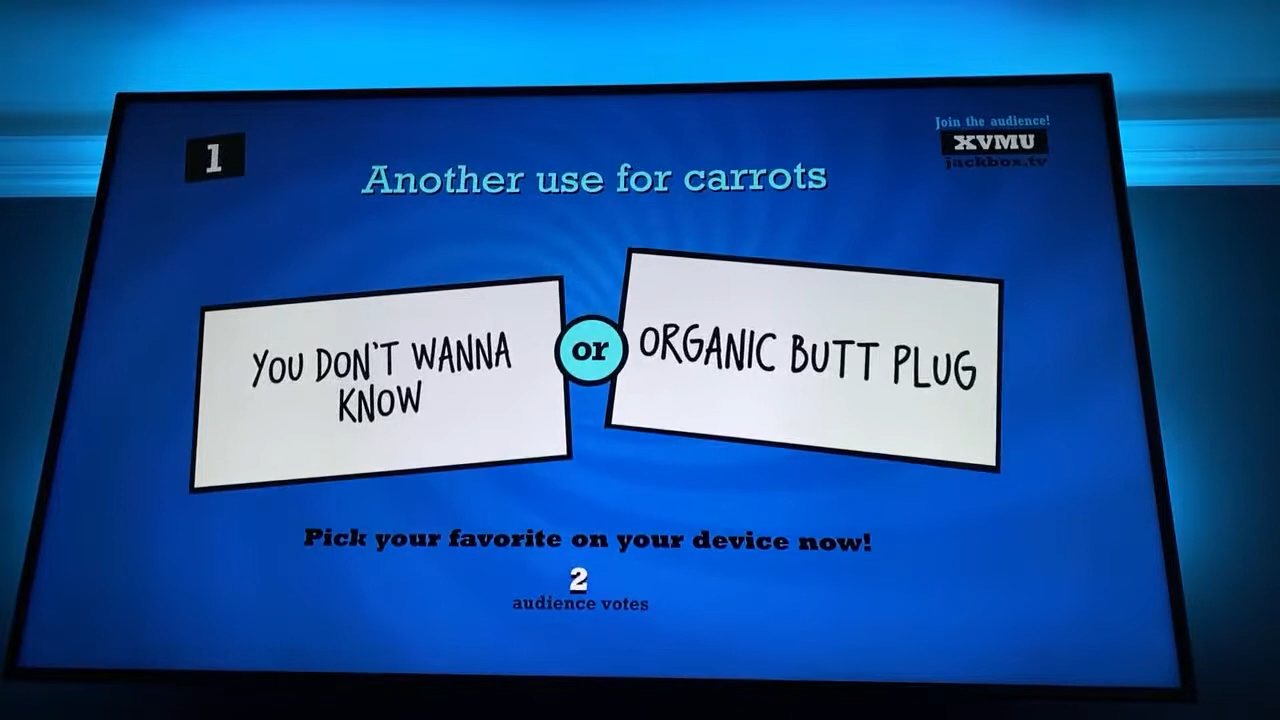 1
Join the audience!
XVMU
jackbox.tv
Another use for carrots
YOU DON'T WANNA
KNOW
or
ORGANIC BUTT PLUG
Pick your favorite on your device now!
2
audience votes